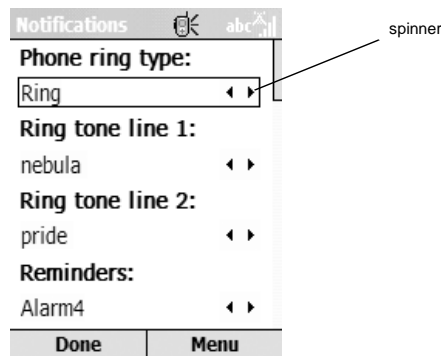 Notifications abc
spinner
Phone ring type:
Ring
Ring tone line 1:
nebula
Ring tone line 2:
pride
Reminders:
Alarm4
Done Menu